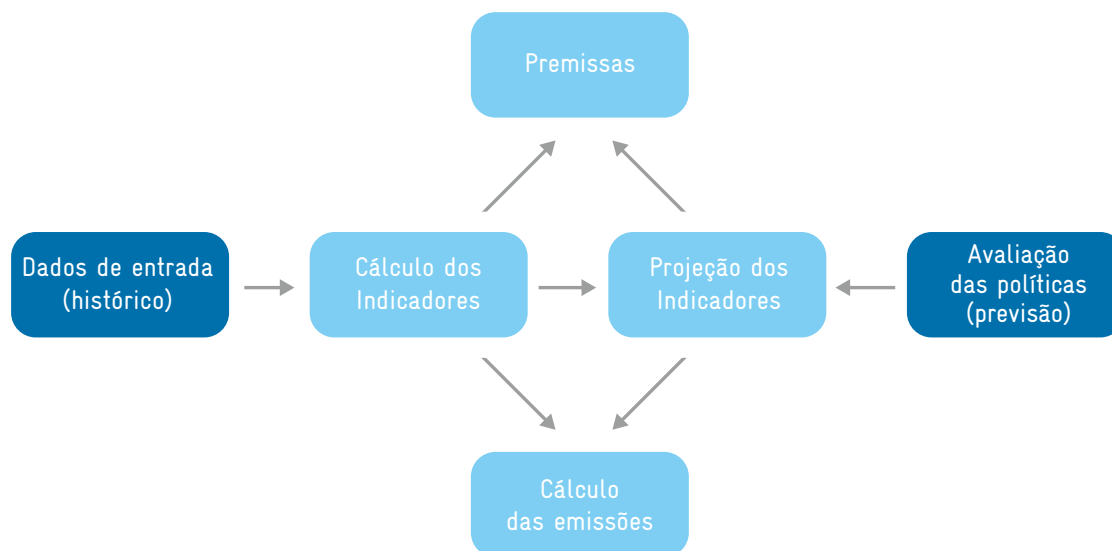 Premissas
Dados de entrada
(histórico)
Cálculo dos
Indicadores
Projeção dos
Indicadores
Avaliação
das políticas
(previsão)
Cálculo
das emissões